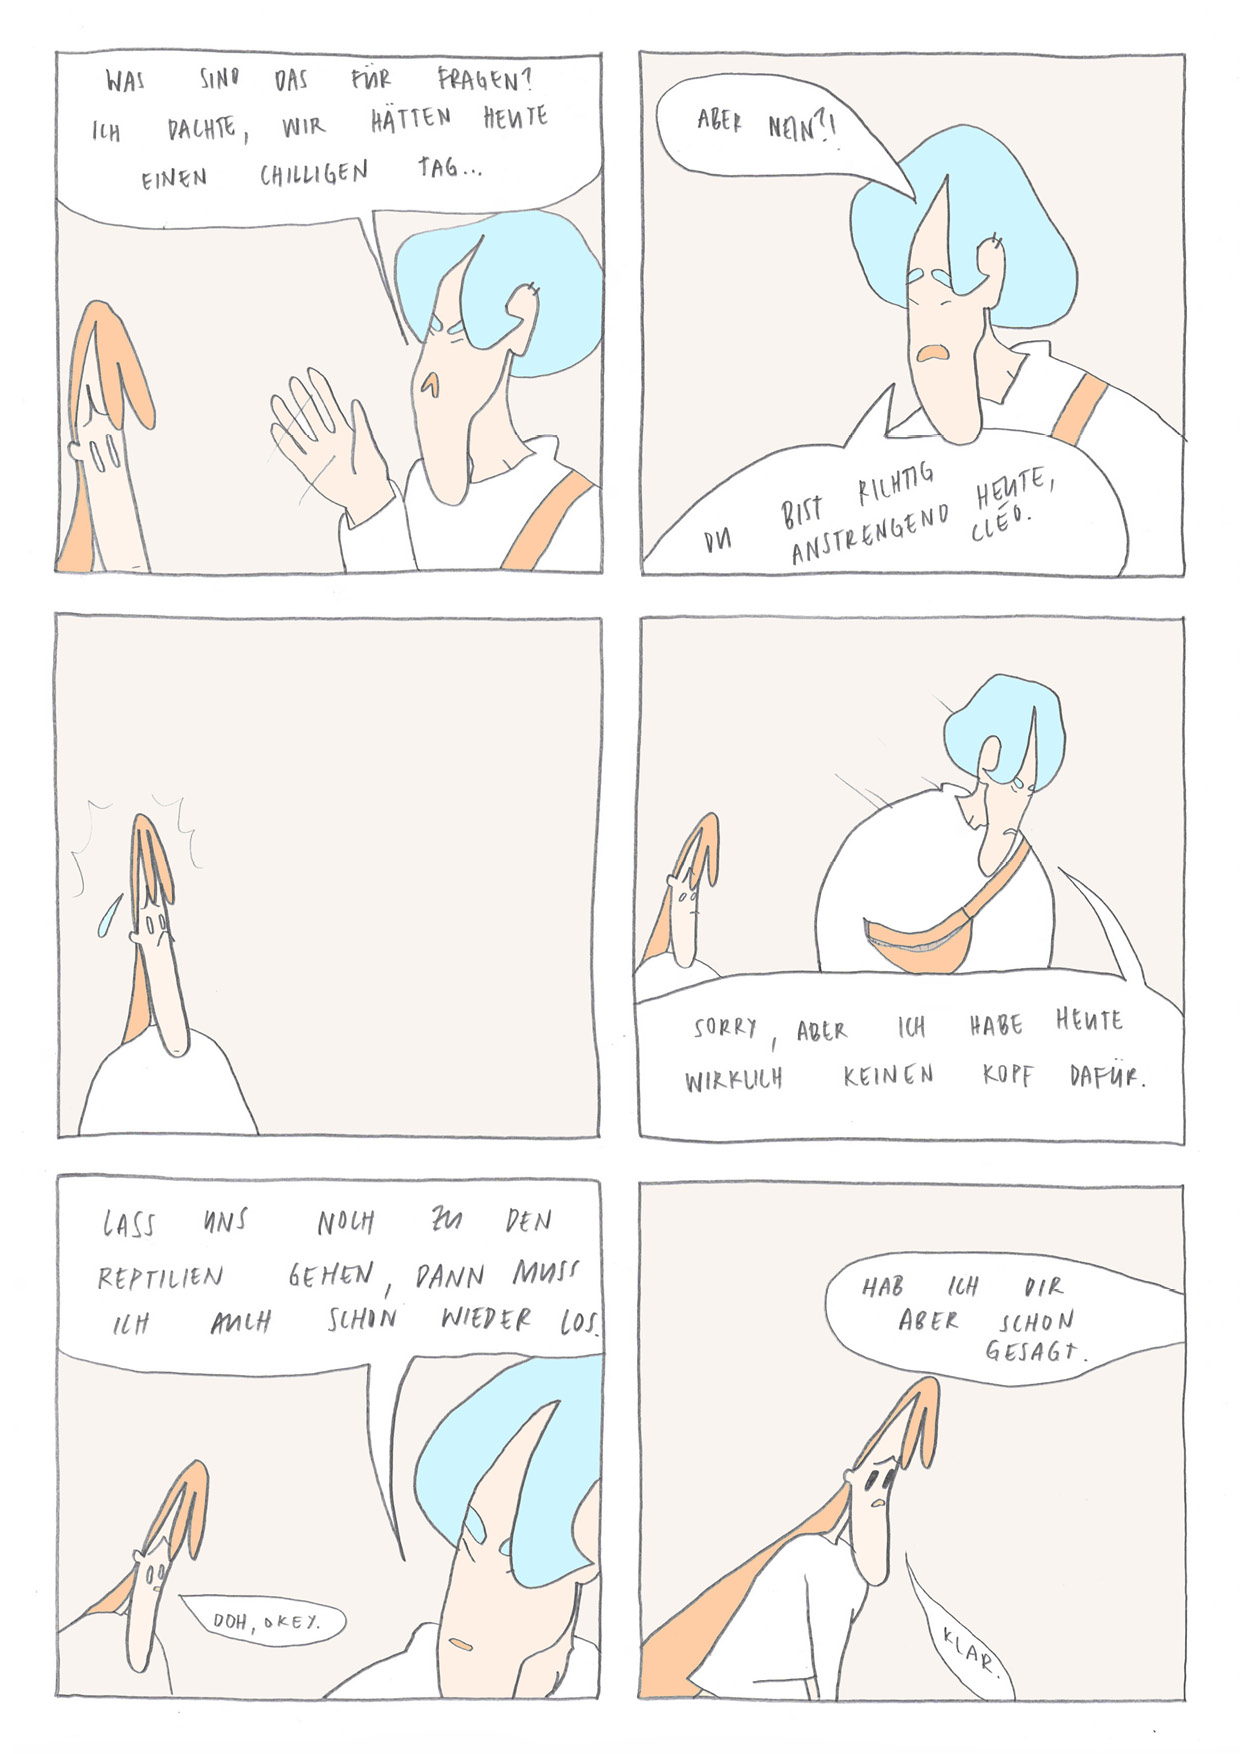 WAS SIND DAS FÜR FRAGEN?
ICH DACHTE, WIR HÄTTEN HEUTE
EINEN CHILLIGEN TAG...
ABER NEIN?!
DU BIST RICHTIG
ANSTRENGEND HEUTE,
CLÉO.
SORRY, ABER ICH HABE HEUTE
WIRKLICH KEINEN KOPF DAFÜR.
LASS UNS NOCH ZU DEN
REPTILIEN GEHEN, DANN MUSS
ICH AUCH SCHON WIEDER LOS.
OOH, OKEY.
HAB ICH DIR
ABER SCHON
GESAGT.
KLAR.